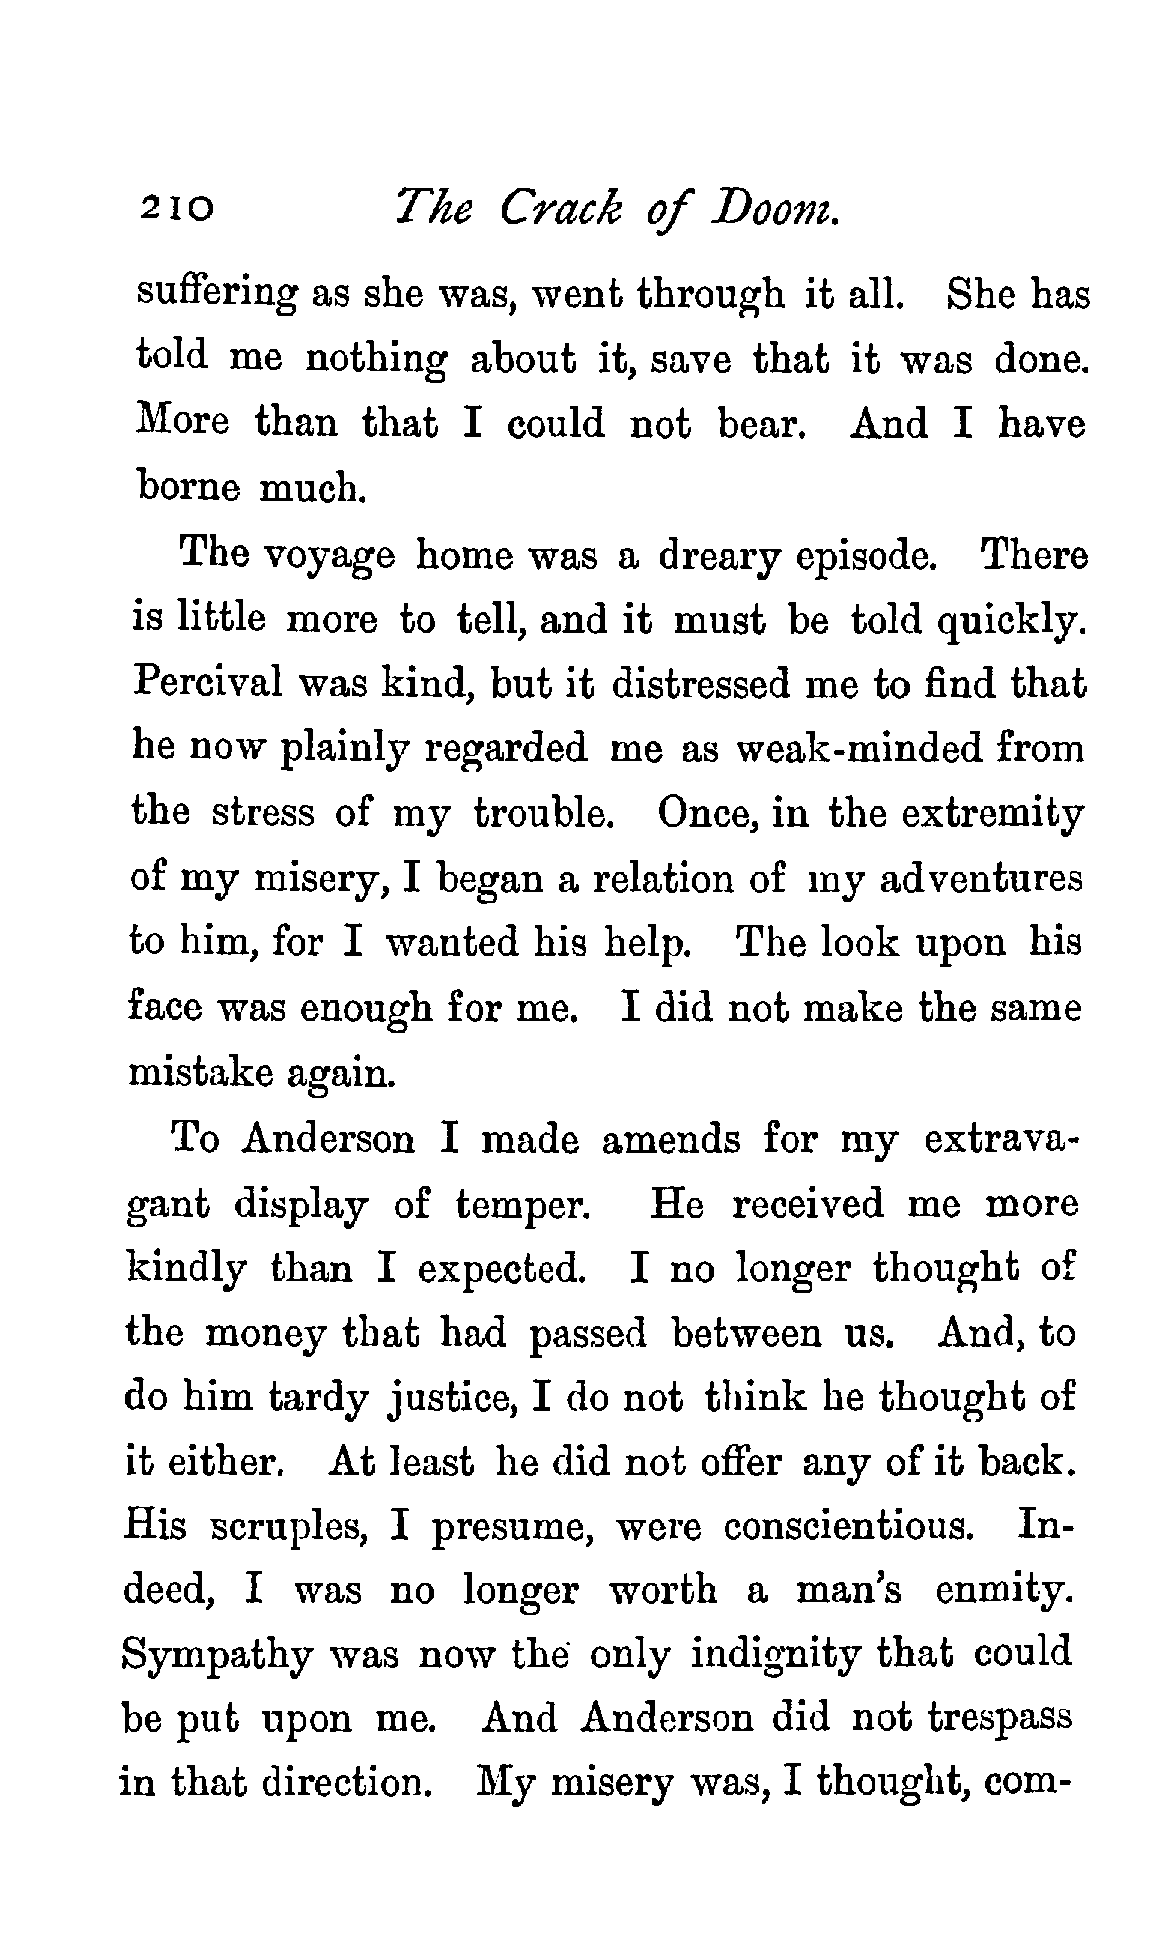 210 The Crack of Doom.
suffering as she was, went through it all. She has
told me nothing about it, save that it was done.
More than that I could not bear. And I have
borne much.
The voyage home was a dreary episode. There
is little more to tell, and it must be told quickly.
Percival was kind, but it distressed me to find that
he now plainly regarded me as weak-minded from
the stress of my trouble. Once, in the extremity
of my misery, I began a relation of my adventures
to him, for I wanted his help. The look upon his
face was enough for me. I did not make the same
mistake again.
To Anderson I made amends for my extrava-
gant display of temper. He received me more
kindly than I expected. I no longer thought of
the money that had passed between us. And, to
do him tardy justice, I do not think he thought of
it either. At least he did not offer any of it back.
His scruples, I presume, were conscientious. In-
deed, I was no longer worth a man's enmity.
Sympathy was now the only indignity that could
be put upon me. And Anderson did not trespass
in that direction. My misery was, I thought, com-